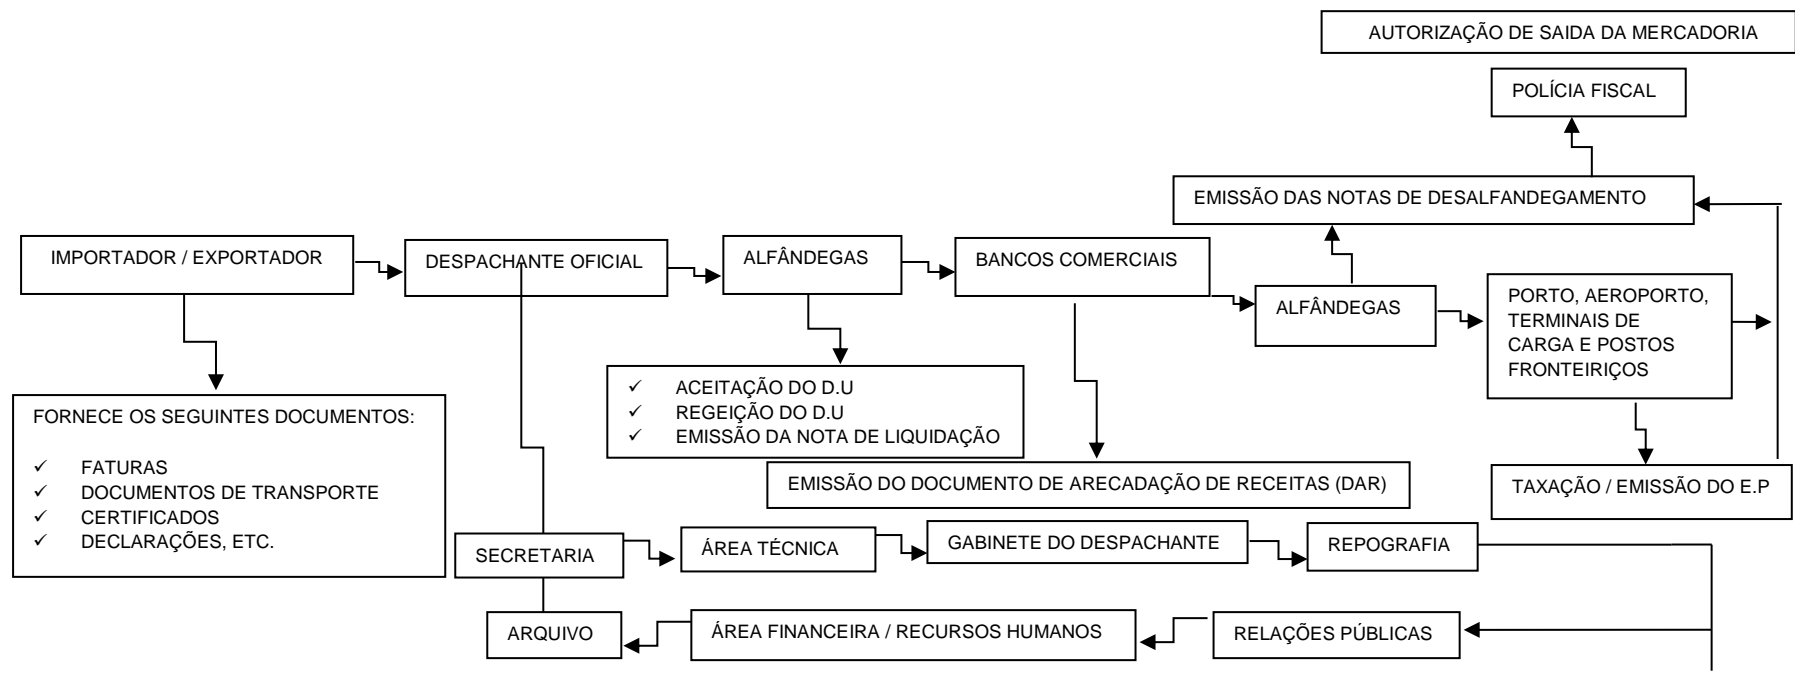 AUTORIZAÇÃO DE SAIDA DA MERCADORIA
POLÍCIA FISCAL
EMISSÃO DAS NOTAS DE DESALFANDEGAMENTO
IMPORTADOR / EXPORTADOR
DESPACHANTE OFICIAL
ALFÂNDEGAS
BANCOS COMERCIAIS
ALFÂNDEGAS
PORTO, AEROPORTO,
TERMINAIS DE
CARGA E POSTOS
FRONTEIRIÇOS
FORNECE OS SEGUINTES DOCUMENTOS:
✓ FATURAS
✓ DOCUMENTOS DE TRANSPORTE
✓ CERTIFICADOS
✓ DECLARAÇÕES, ETC.
✓ ACEITAÇÃO DO D.U
✓ REGEIÇÃO DO D.U
✓ EMISSÃO DA NOTA DE LIQUIDAÇÃO
EMISSÃO DO DOCUMENTO DE ARECADAÇÃO DE RECEITAS (DAR)
TAXAÇÃO / EMISSÃO DO E.P
SECRETARIA
ÁREA TÉCNICA
GABINETE DO DESPACHANTE
REPOGRAFIA
ARQUIVO
ÁREA FINANCEIRA / RECURSOS HUMANOS
RELAÇÕES PÚBLICAS